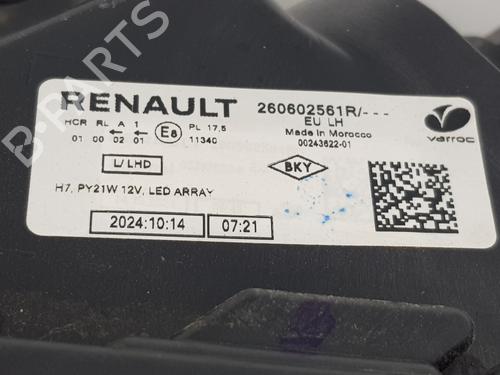 B-PARTS
RENAULT 260602561R/---
HCR RL A 1 PL 17,5 EU LH
01 00 02 01 E8 11340 Made in Morocco
00243622-01
varroc
L/LHD BKY
H7, PY21W 12V, LED ARRAY
2024:10:14 07:21